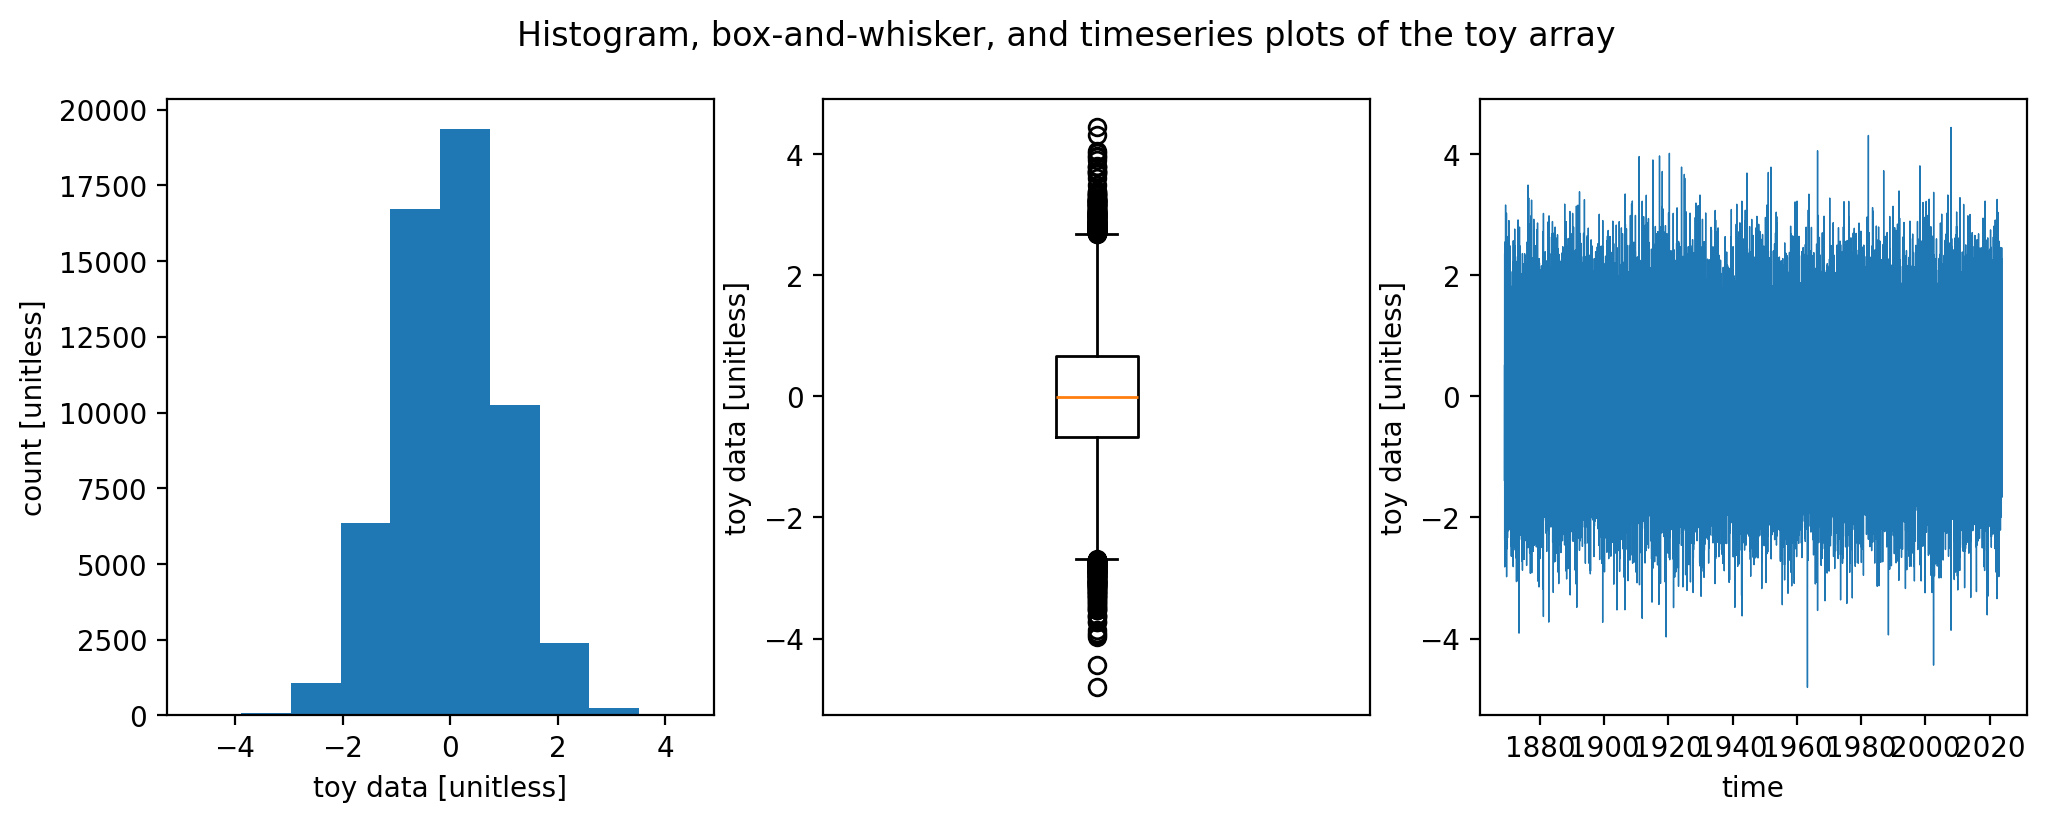 Histogram, box-and-whisker, and timeseries plots of the toy array
20000
17500
15000
12500
10000
7500
5000
2500
0
count [unitless]
−4 −2 0 2 4
toy data [unitless]
4
2
0
−2
−4
toy data [unitless]
4
2
0
−2
−4
toy data [unitless]
1880 1900 1920 1940 1960 1980 2000 2020
time